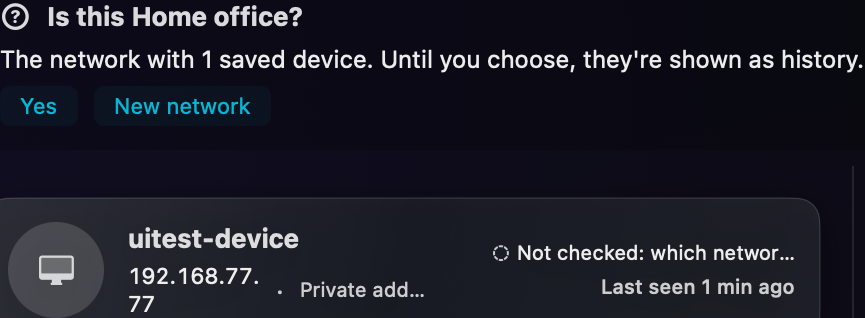 Is this Home office?
The network with 1 saved device. Until you choose, they're shown as history.
Yes
New network
uitest-device
192.168.77.
77
· Private add...
Not checked: which networ...
Last seen 1 min ago